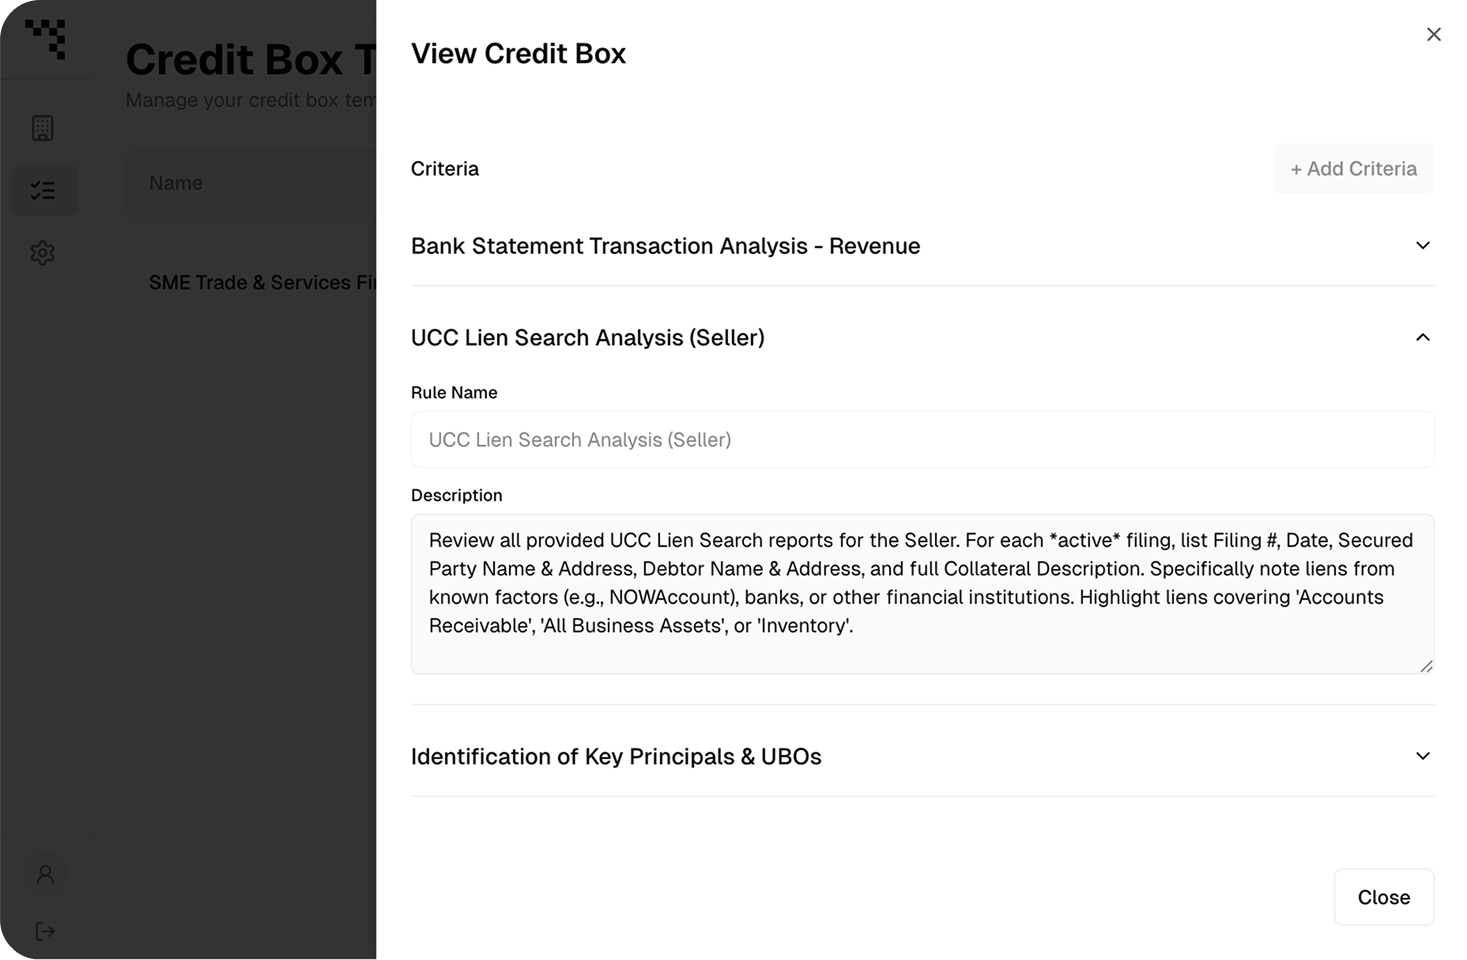 Credit Box T
Manage your credit box tem
Name
SME Trade & Services Fi
View Credit Box
Criteria
+ Add Criteria
Bank Statement Transaction Analysis - Revenue
UCC Lien Search Analysis (Seller)
Rule Name
UCC Lien Search Analysis (Seller)
Description
Review all provided UCC Lien Search reports for the Seller. For each *active* filing, list Filing #, Date, Secured
Party Name & Address, Debtor Name & Address, and full Collateral Description. Specifically note liens from
known factors (e.g., NOWAccount), banks, or other financial institutions. Highlight liens covering 'Accounts
Receivable', 'All Business Assets', or 'Inventory'.
Identification of Key Principals & UBOs
Close